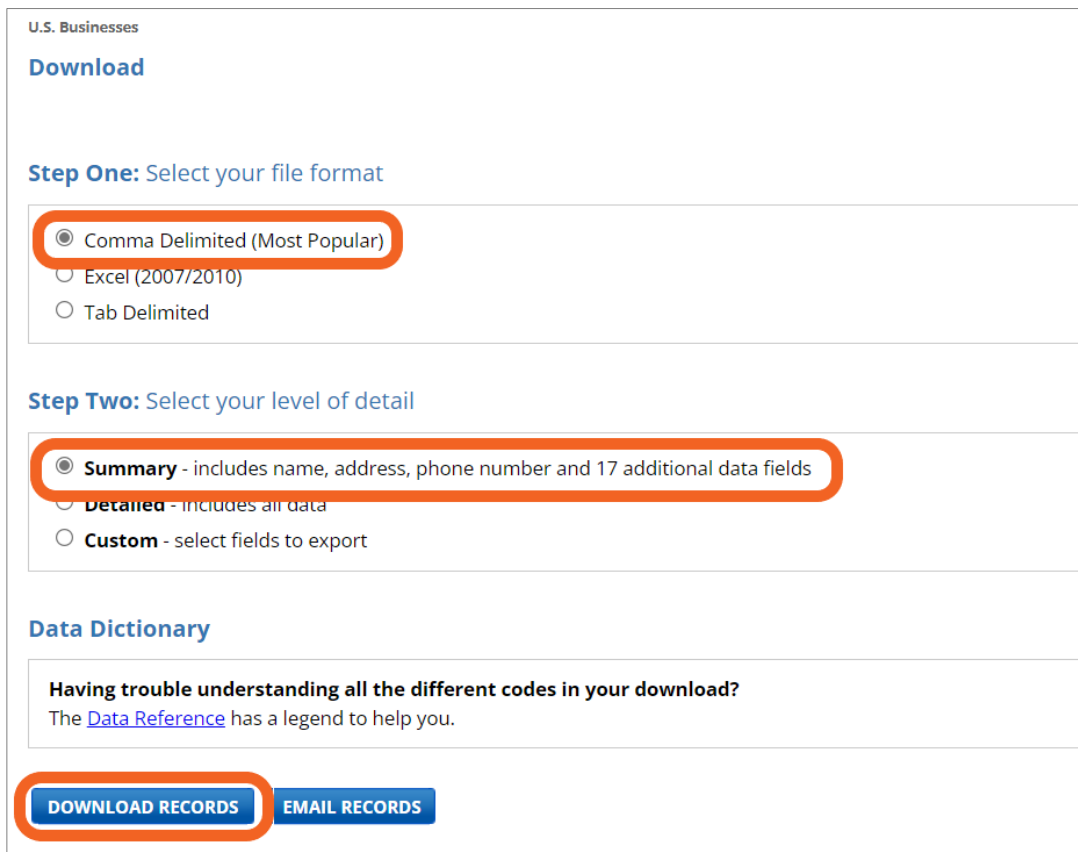 U.S. Businesses
Download
Step One: Select your file format
Comma Delimited (Most Popular)
Excel (2007/2010)
Tab Delimited
Step Two: Select your level of detail
Summary - includes name, address, phone number and 17 additional data fields
Detailed - includes all data
Custom - select fields to export
Data Dictionary
Having trouble understanding all the different codes in your download?
The Data Reference has a legend to help you.
DOWNLOAD RECORDS EMAIL RECORDS